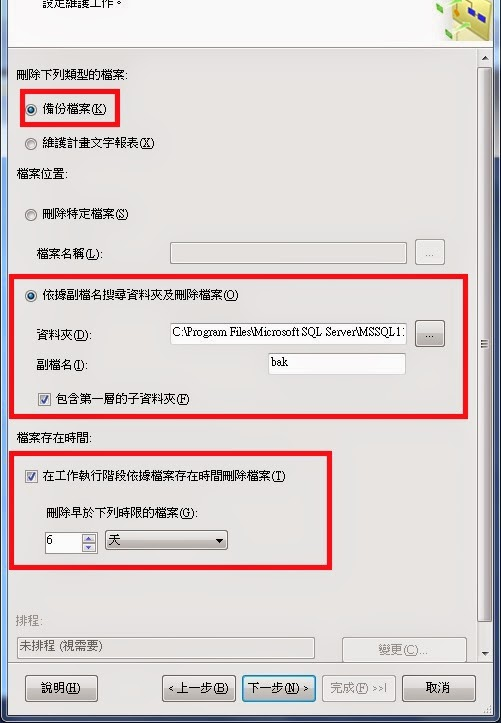 設定維護工作。
刪除下列類型的檔案:
備份檔案(K)
維護計畫文字報表(X)
檔案位置:
刪除特定檔案(S)
檔案名稱(L):
...
依據副檔名搜尋資料夾及刪除檔案(O)
資料夾(D):
C:\Program Files\Microsoft SQL Server\MSSQL1
...
副檔名(I):
bak
包含第一層的子資料夾(F)
檔案存在時間:
在工作執行階段依據檔案存在時間刪除檔案(T)
刪除早於下列時限的檔案(G):
6
天
排程:
未排程 (視需要)
變更(C)...
說明(H)
< 上一步(B)
下一步(N) >
完成(F) >>|
取消